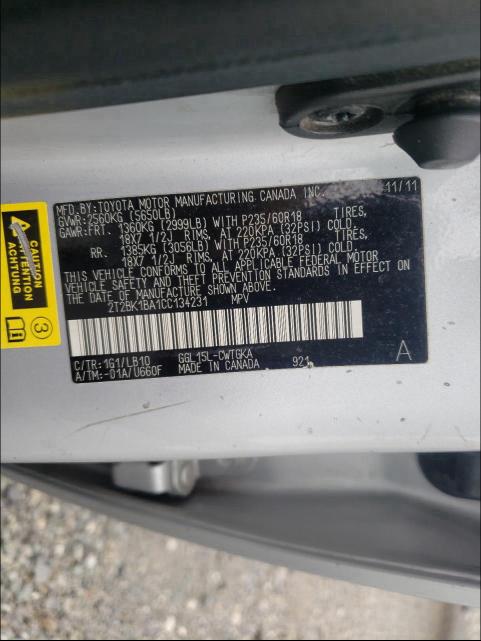 MFD.BY:TOYOTA MOTOR MANUFACTURING CANADA INC. 11/11
GVWR:2560KG (5650LB)
GAWR:FRT. 1360KG (2999LB) WITH P235/60R18 TIRES,
18X7 1/2J RIMS, AT 220KPA (32PSI) COLD.
RR. 1385KG (3056LB) WITH P235/60R18 TIRES,
18X7 1/2J RIMS, AT 220KPA (32PSI) COLD.
THIS VEHICLE CONFORMS TO ALL APPLICABLE FEDERAL MOTOR
VEHICLE SAFETY AND THEFT PREVENTION STANDARDS IN EFFECT ON
THE DATE OF MANUFACTURE SHOWN ABOVE.
2T2BK1BA1CC134231 MPV
C/TR:1G1/LB10 GGL15L-CWTGKA
A/TM:-01A/U660F MADE IN CANADA 921 A
ATTENTION
ACHTUNG
3